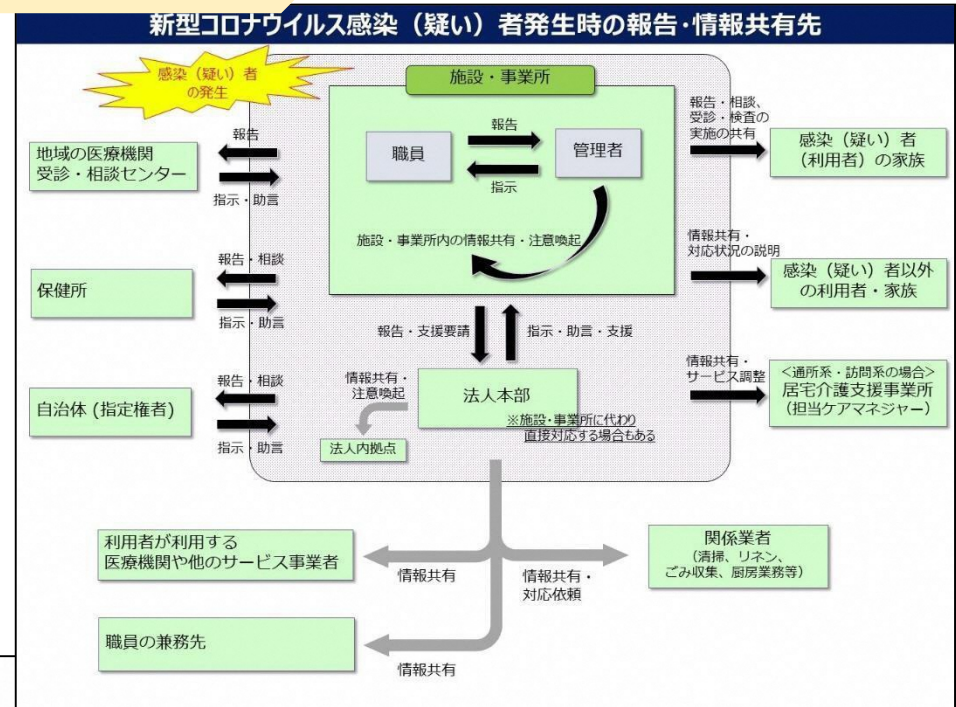 新型コロナウイルス感染（疑い）者発生時の報告・情報共有先
感染（疑い）者
の発生
施設・事業所
職員
報告
指示
管理者
施設・事業所内の情報共有・注意喚起
地域の医療機関
受診・相談センター
報告
指示・助言
保健所
報告・相談
指示・助言
自治体 (指定権者)
報告・相談
指示・助言
報告・相談、
受診・検査の
実施の共有
感染（疑い）者
（利用者）の家族
情報共有・
対応状況の説明
感染（疑い）者以外
の利用者・家族
情報共有・
サービス調整
＜通所系・訪問系の場合＞
居宅介護支援事業所
（担当ケアマネジャー）
報告・支援要請
指示・助言・支援
法人本部
※施設・事業所に代わり
直接対応する場合もある
情報共有・
注意喚起
法人内拠点
利用者が利用する
医療機関や他のサービス事業者
情報共有
情報共有・
対応依頼
関係業者
（清掃、リネン、
ごみ収集、厨房業務等）
職員の兼務先
情報共有